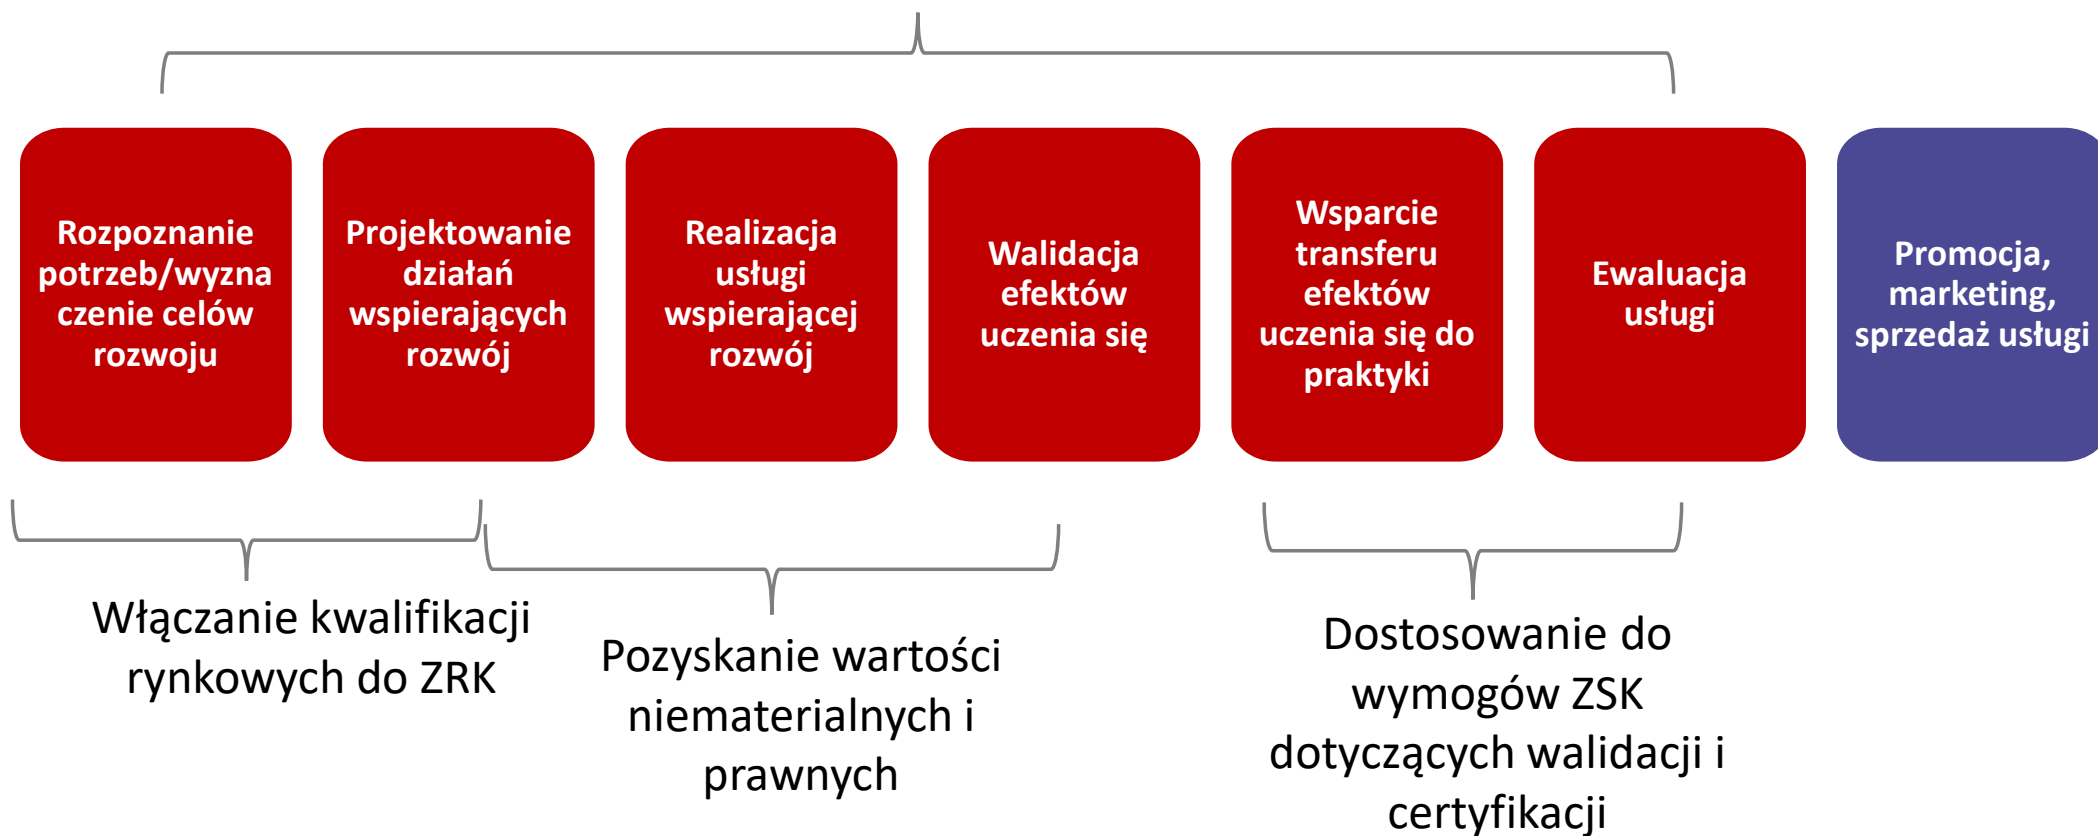 Rozpoznanie
potrzeb/wyzna
czenie celów
rozwoju
Projektowanie
działań
wspierających
rozwój
Realizacja
usługi
wspierającej
rozwój
Walidacja
efektów
uczenia się
Wsparcie
transferu
efektów
uczenia się do
praktyki
Ewaluacja
usługi
Promocja,
marketing,
sprzedaż usługi
Włączanie kwalifikacji
rynkowych do ZRK
Pozyskanie wartości
niematerialnych i
prawnych
Dostosowanie do
wymogów ZSK
dotyczących walidacji i
certyfikacji